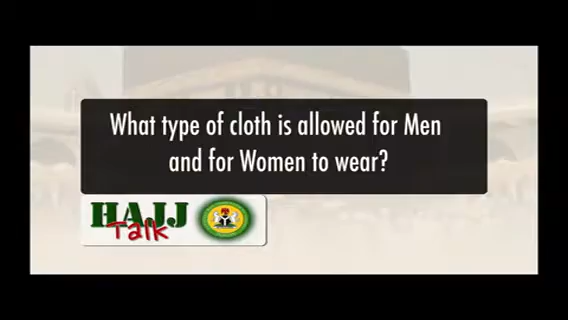 What type of cloth is allowed for Men
and for Women to wear?
HAJJ
Talk